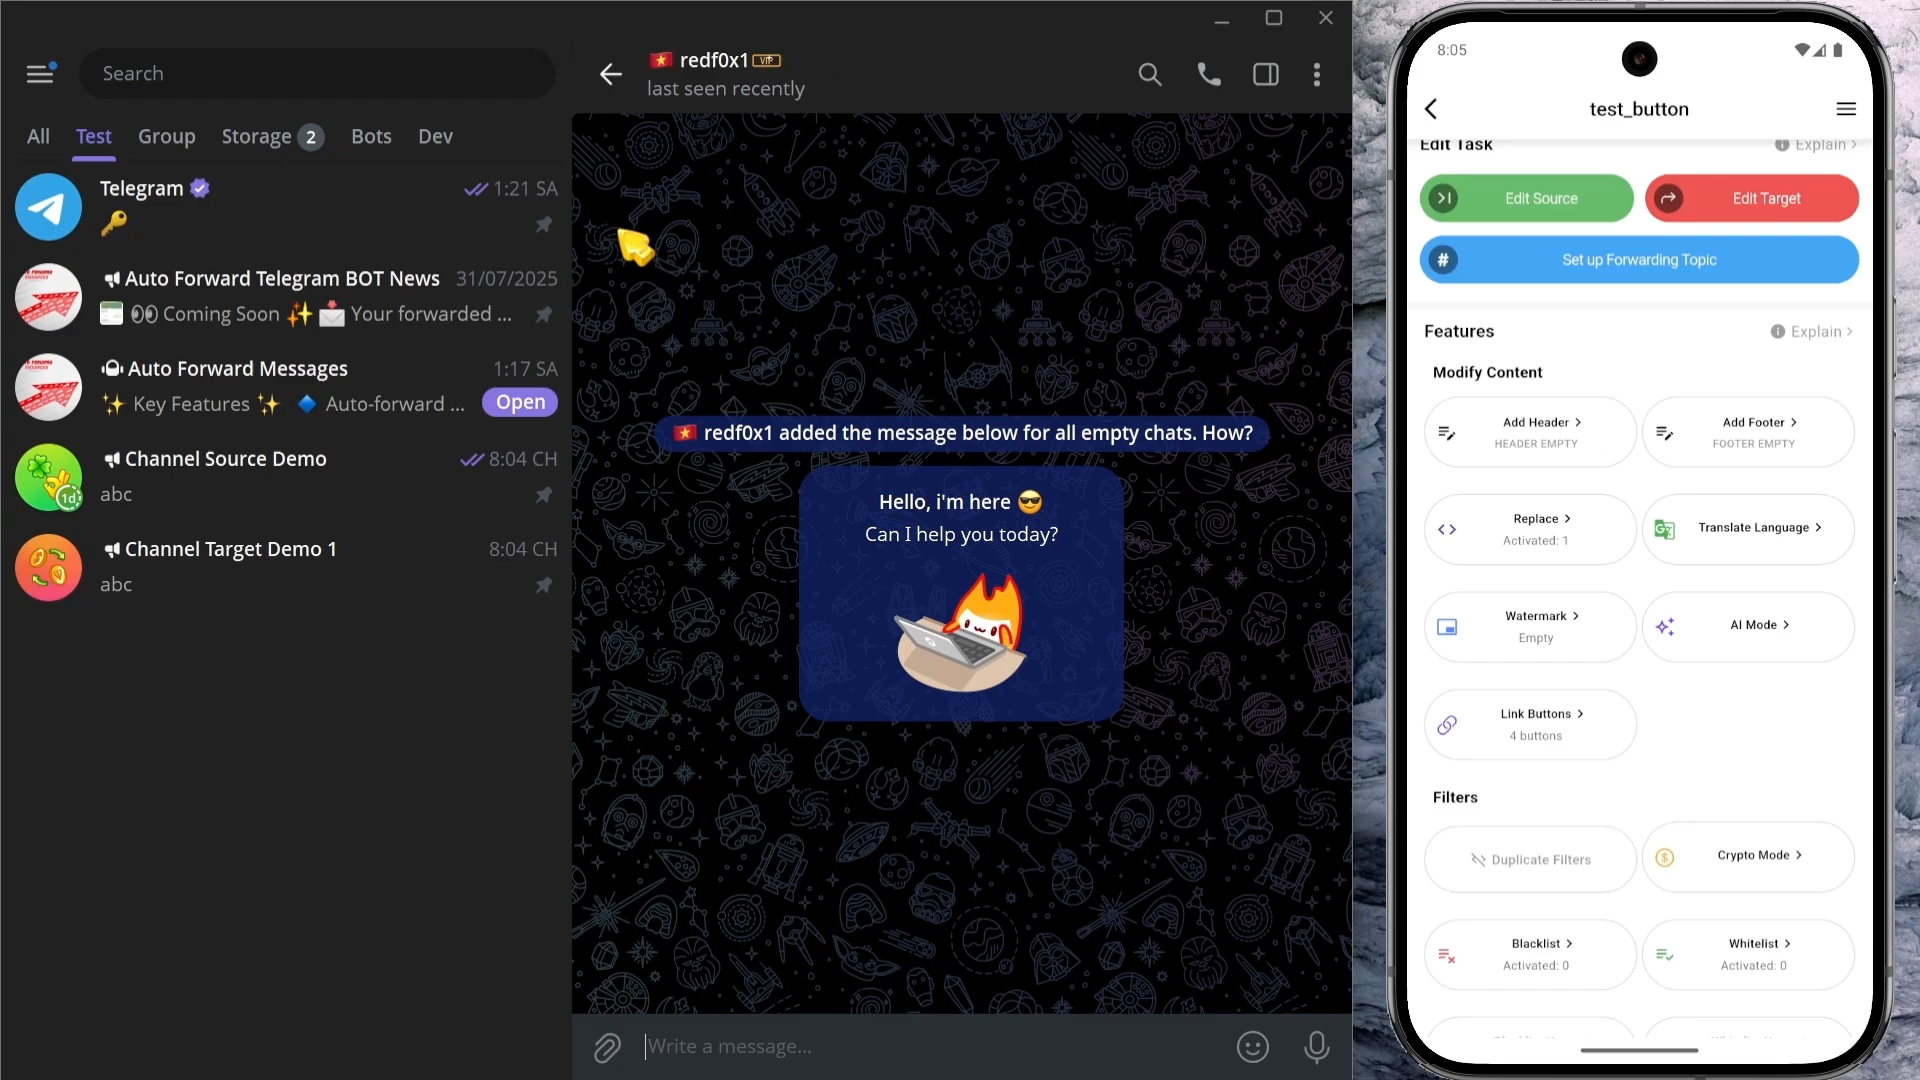 Search
All
Test
Group
Storage 2
Bots
Dev
Telegram
1:21 SA
Auto Forward Telegram BOT News
31/07/2025
Coming Soon ✨ 📩 Your forwarded ...
Auto Forward Messages
1:17 SA
✨ Key Features ✨ 🔷 Auto-forward ...
Open
Channel Source Demo
8:04 CH
abc
1d
Channel Target Demo 1
8:04 CH
abc
redf0x1 VIP
last seen recently
redf0x1 added the message below for all empty chats. How?
Hello, i'm here 😎
Can I help you today?
Write a message...
8:05
test_button
Edit Task
Explain >
Edit Source
Edit Target
# Set up Forwarding Topic
Features
Explain >
Modify Content
Add Header >
HEADER EMPTY
Add Footer >
FOOTER EMPTY
Replace >
Activated: 1
Translate Language >
Watermark >
Empty
AI Mode >
Link Buttons >
4 buttons
Filters
Duplicate Filters
Crypto Mode >
Blacklist >
Activated: 0
Whitelist >
Activated: 0